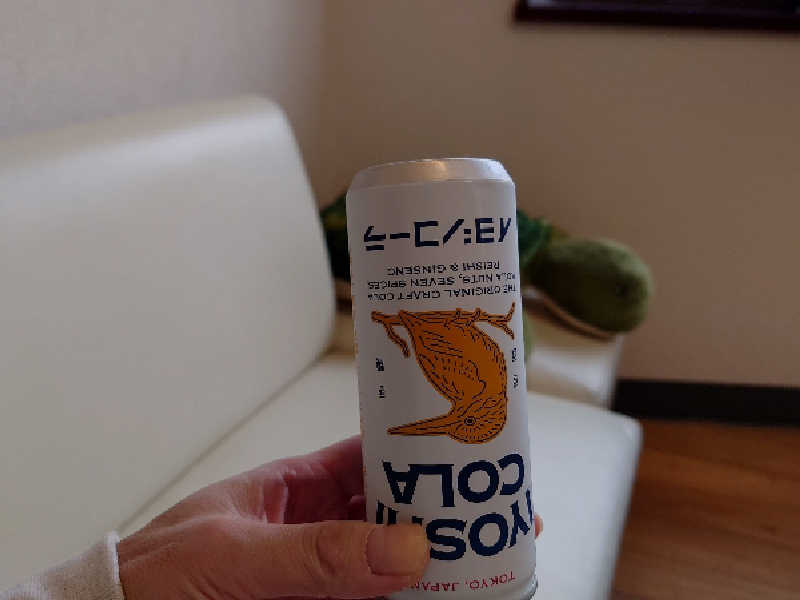 TOKYO, JAPAN
IYOSHI
COLA
THE ORIGINAL CRAFT COLA
KOLA NUTS, SEVEN SPICES
REISHI & GINSENG
イヨシコーラ